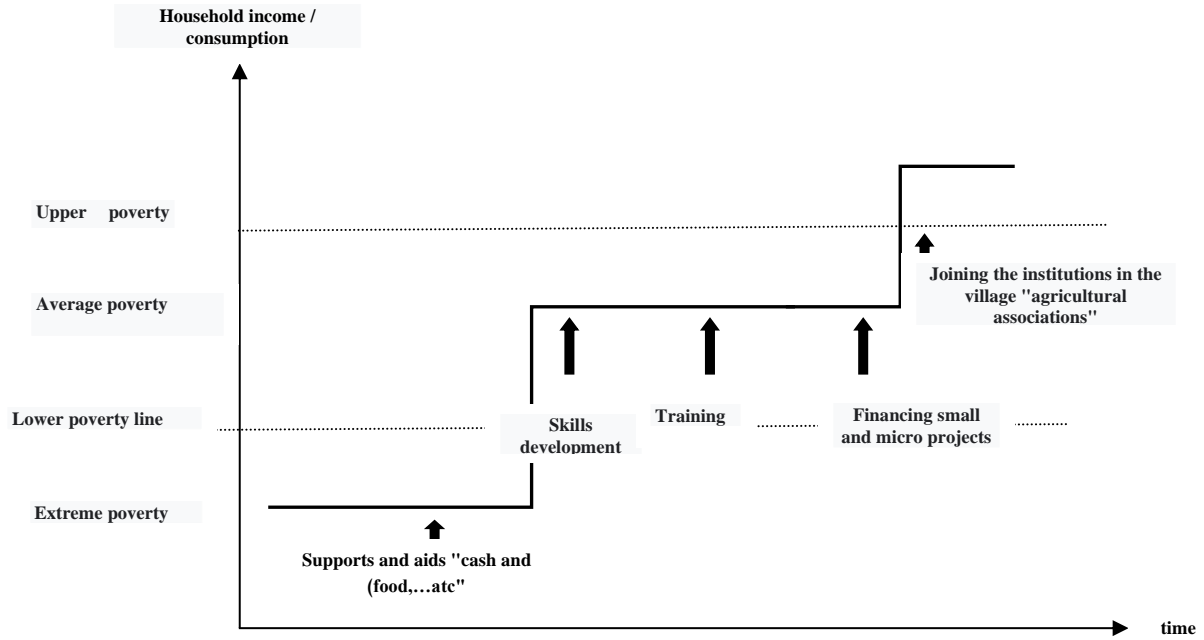 Household income /
consumption
Upper poverty
Joining the institutions in the
village "agricultural
associations"
Average poverty
Lower poverty line
Skills
development
Training
Financing small
and micro projects
Extreme poverty
Supports and aids "cash and
(food,...atc"
time